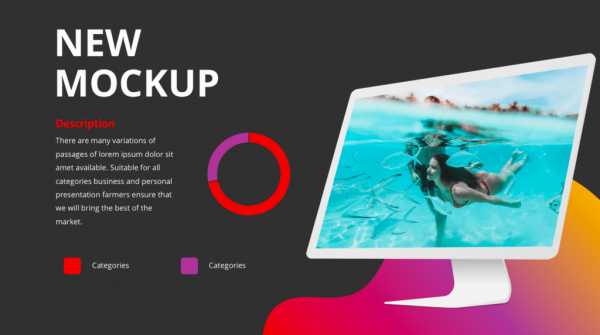 NEW
MOCKUP
Description
There are many variations of
passages of lorem ipsum dolor sit
amet available. Suitable for all
categories business and personal
presentation farmers ensure that
we will bring the best of the
market.
Categories
Categories